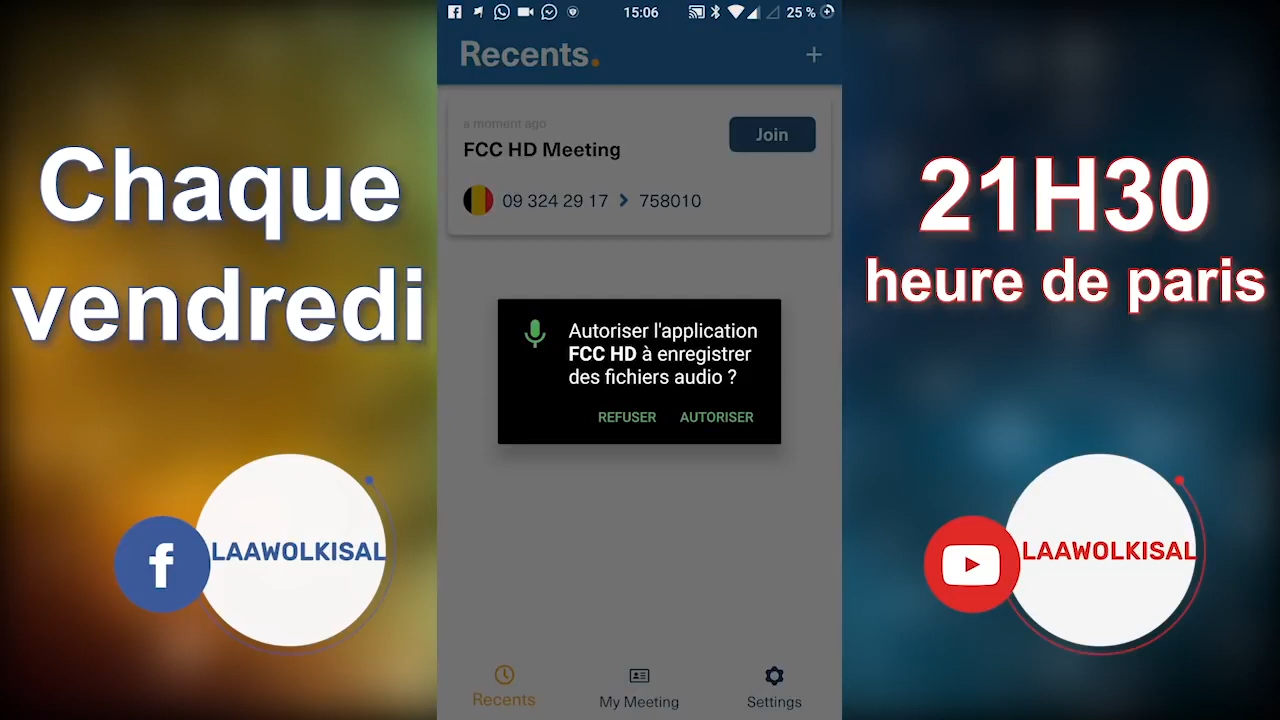 Chaque
vendredi
LAAWOLKISAL
15:06
25 %
Recents.
a moment ago
FCC HD Meeting
Join
09 324 29 17 > 758010
Autoriser l'application
FCC HD à enregistrer
des fichiers audio ?
REFUSER AUTORISER
Recents
My Meeting
Settings
21H30
heure de paris
LAAWOLKISAL